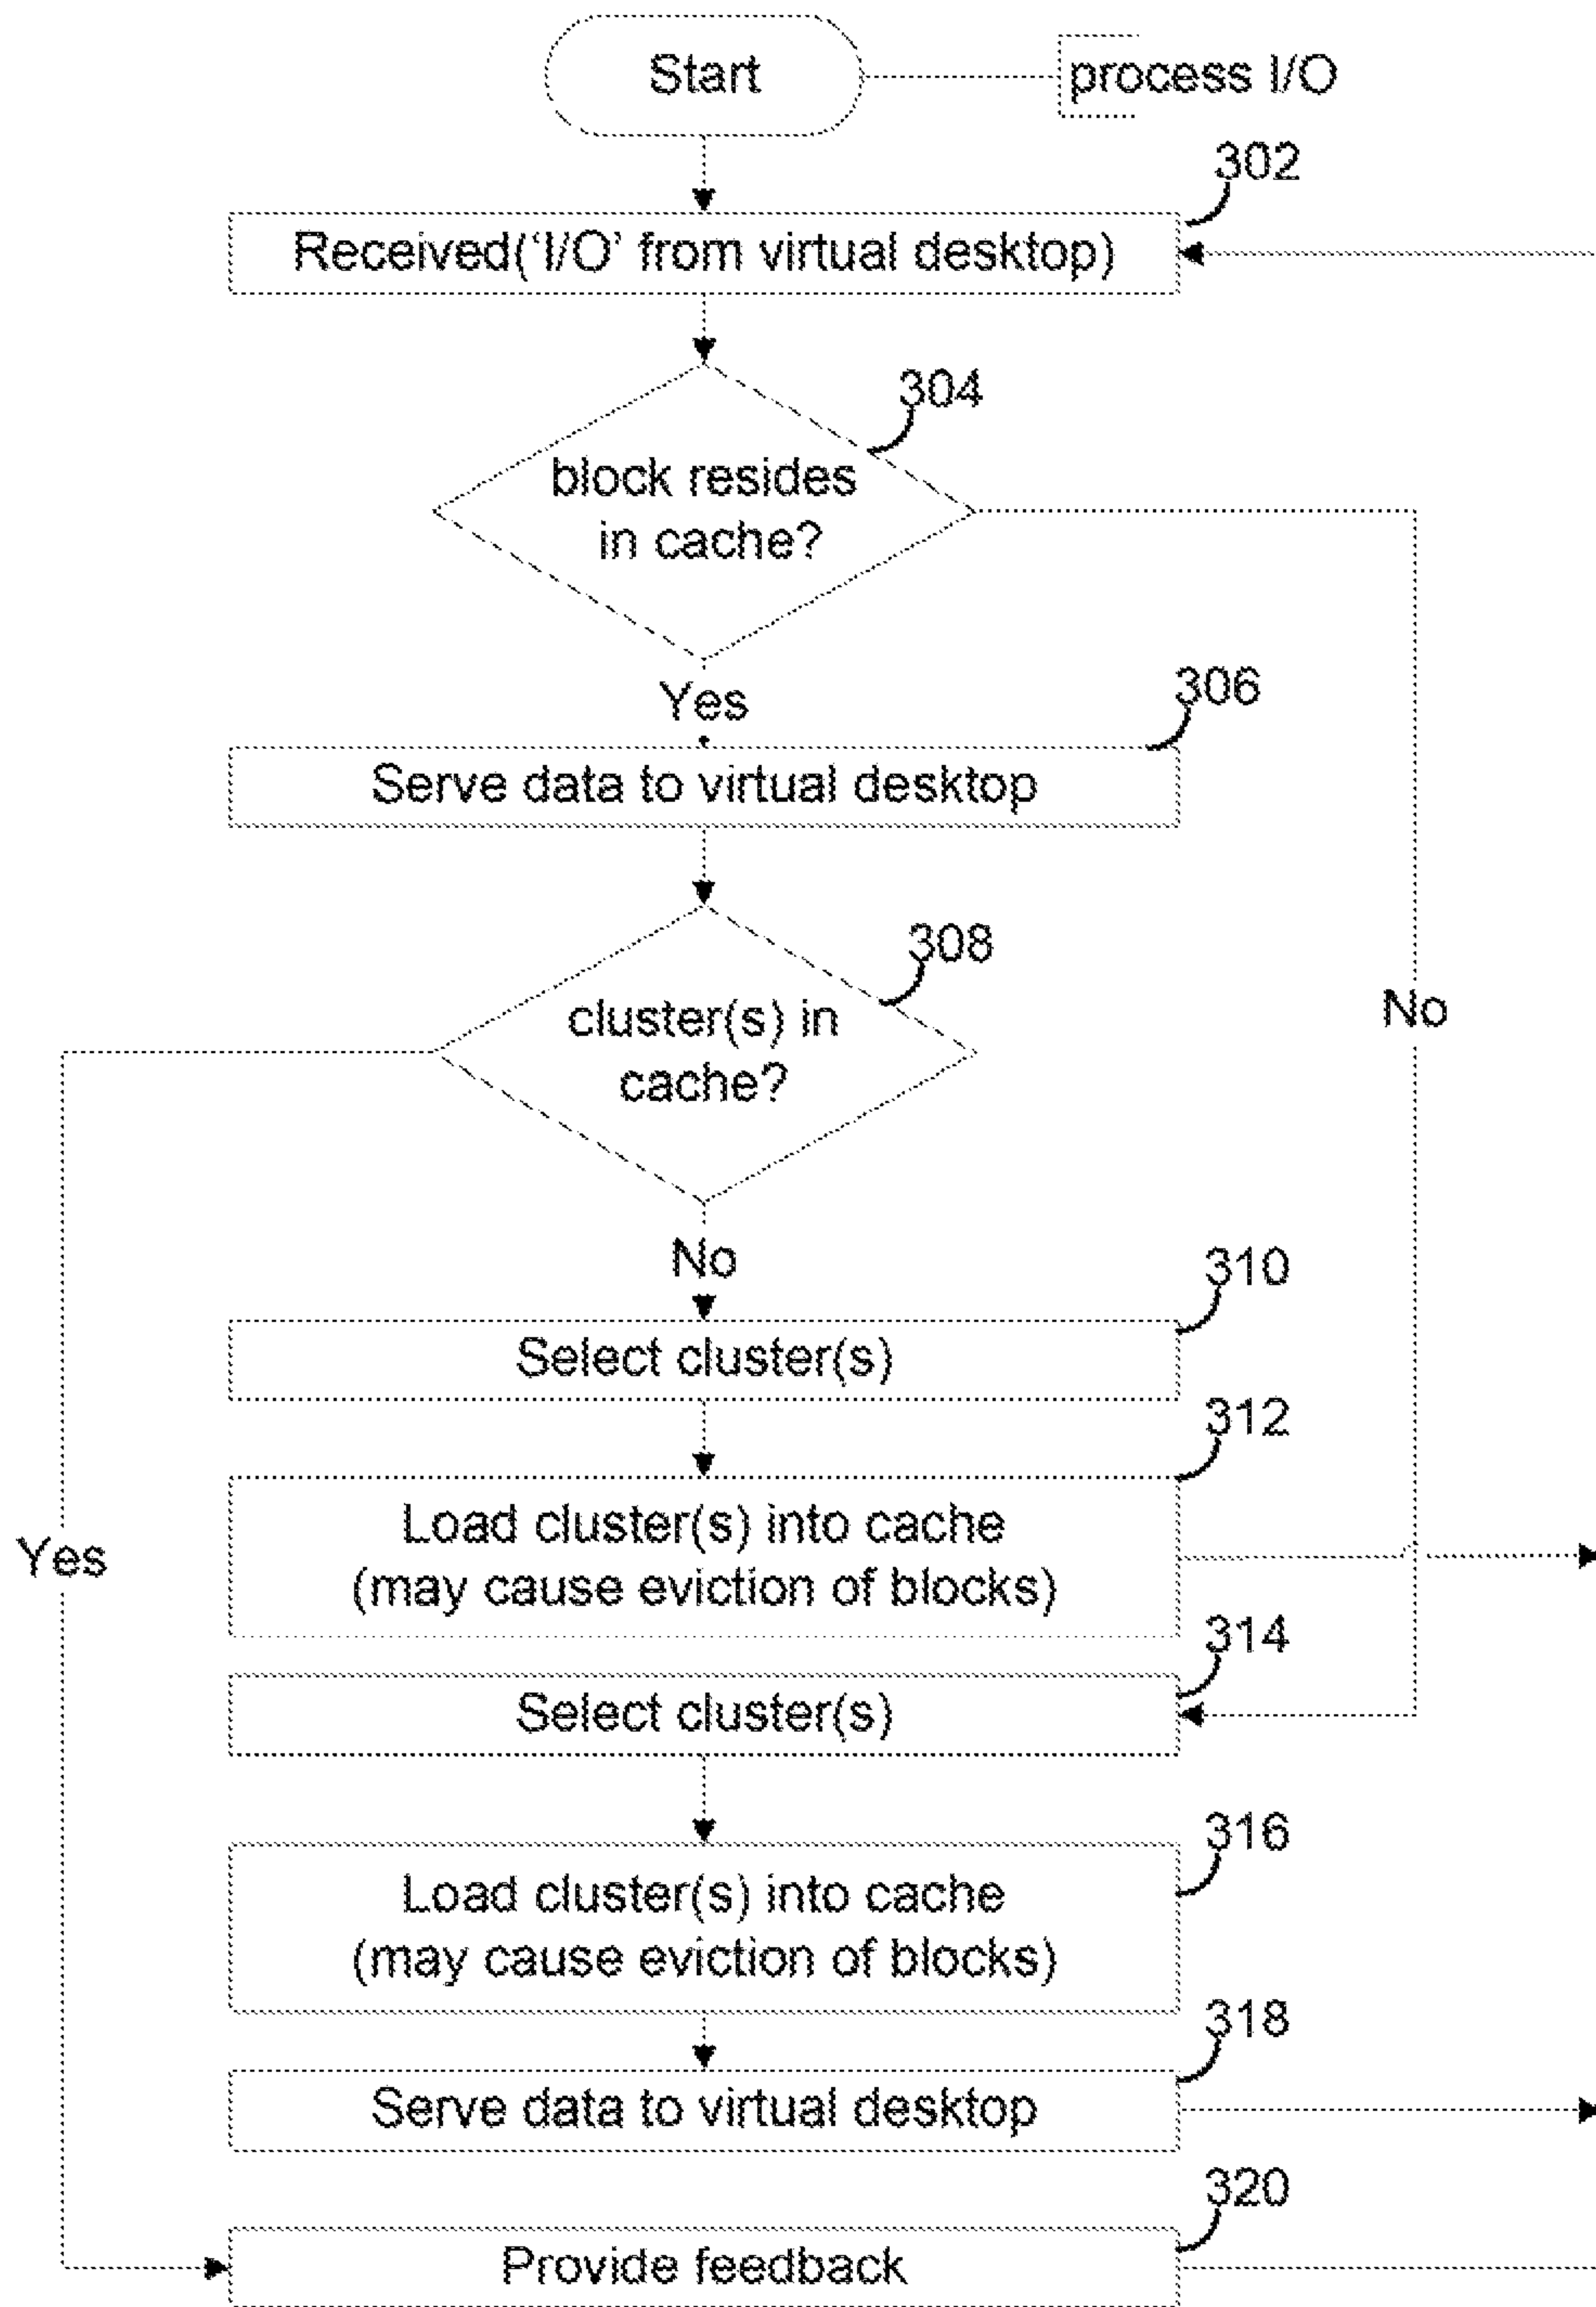 Start
process I/O
302
Received(‘I/O’ from virtual desktop)
304
block resides
in cache?
Yes
306
Serve data to virtual desktop
308
cluster(s) in
cache?
No
No
310
Select cluster(s)
312
Load cluster(s) into cache
(may cause eviction of blocks)
Yes
314
Select cluster(s)
316
Load cluster(s) into cache
(may cause eviction of blocks)
318
Serve data to virtual desktop
320
Provide feedback